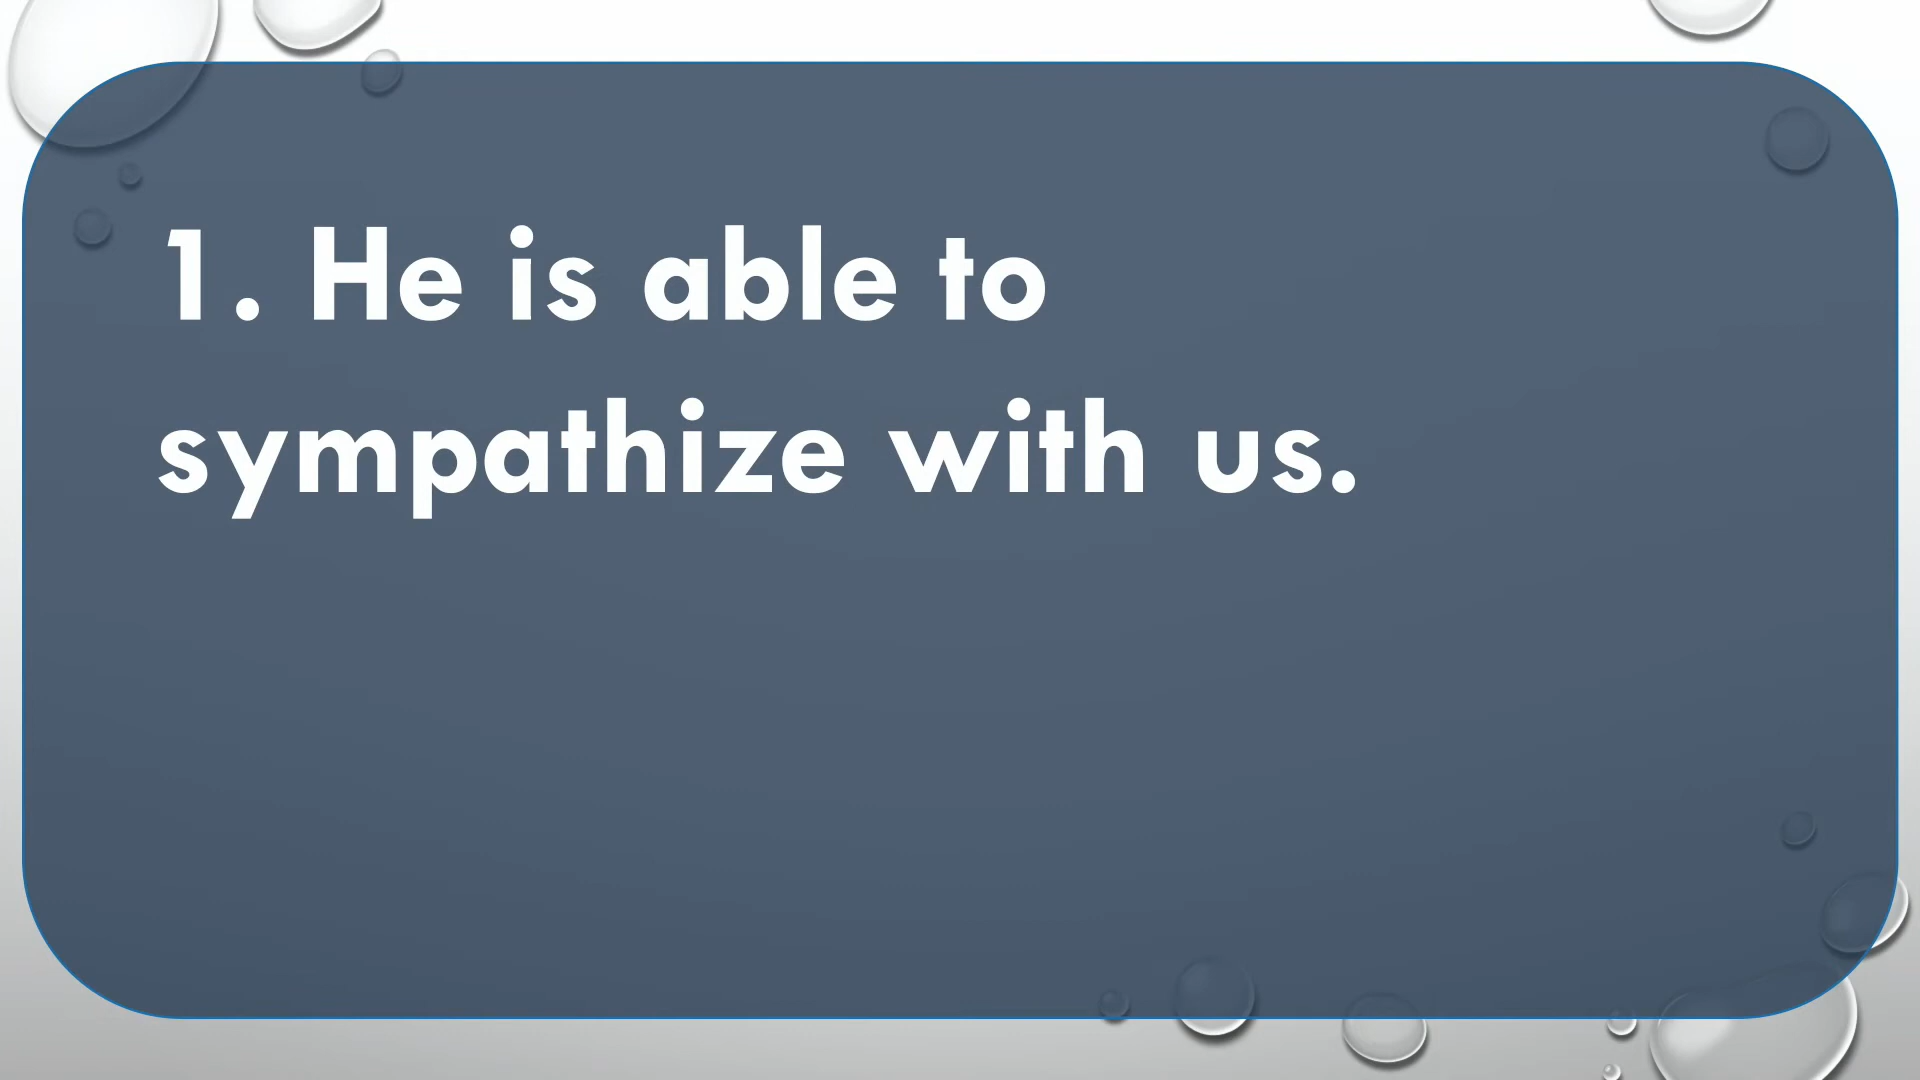 1. He is able to
sympathize with us.